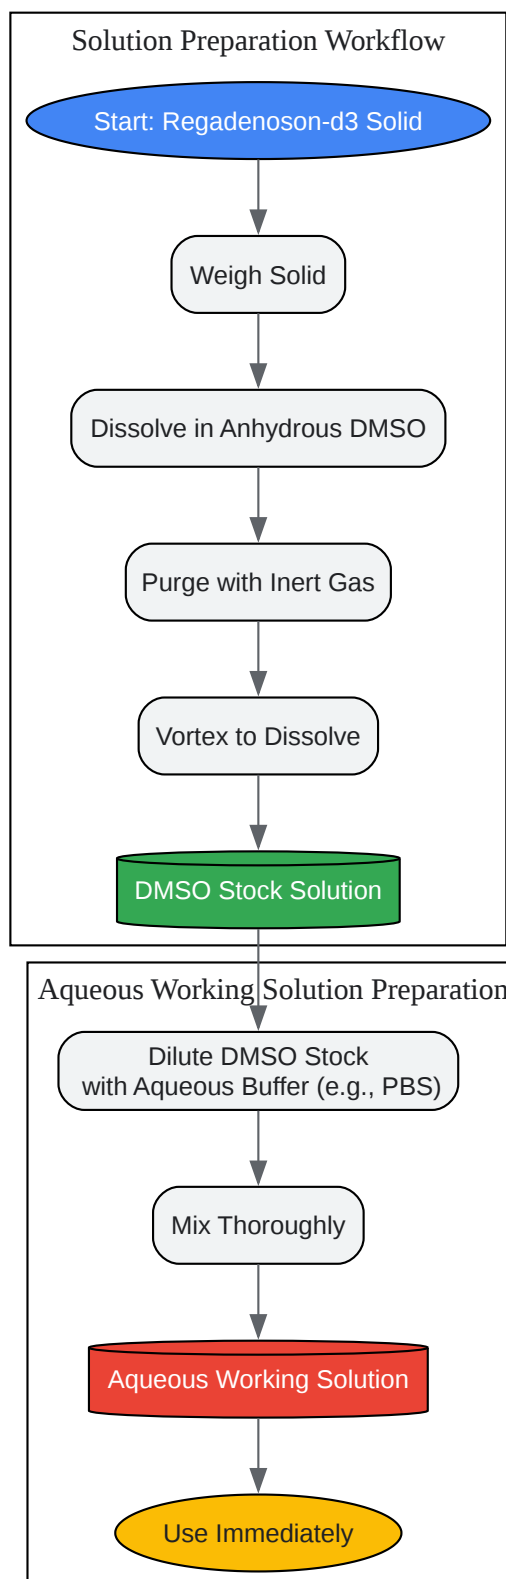 Solution Preparation Workflow
Start: Regadenoson-d3 Solid
Weigh Solid
Dissolve in Anhydrous DMSO
Purge with Inert Gas
Vortex to Dissolve
DMSO Stock Solution
Aqueous Working Solution Preparation
Dilute DMSO Stock
with Aqueous Buffer (e.g., PBS)
Mix Thoroughly
Aqueous Working Solution
Use Immediately